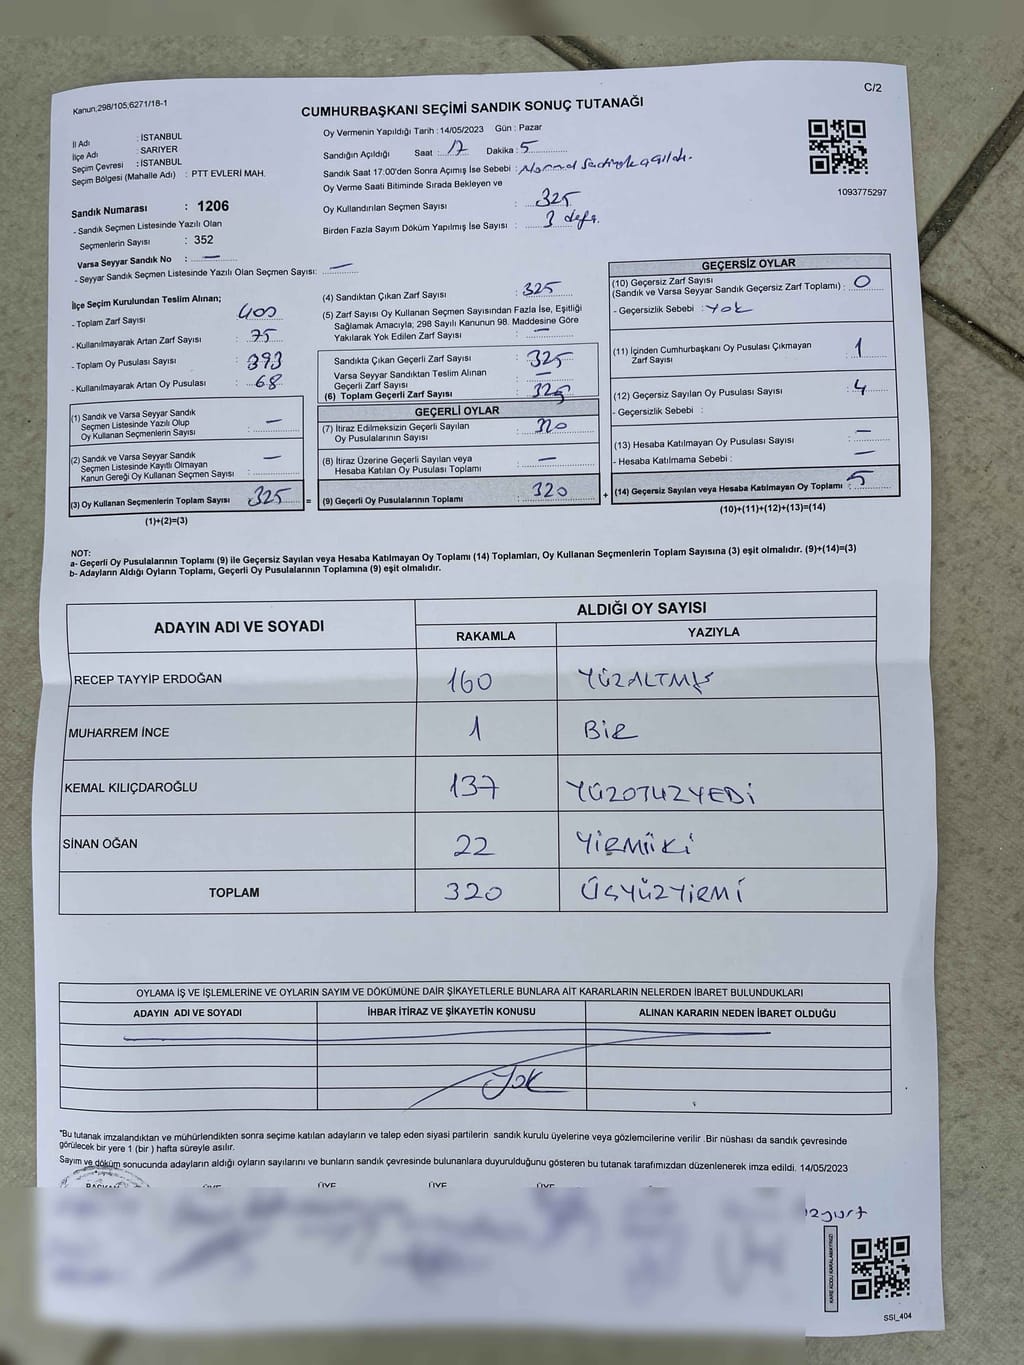 Kanun;298/105;6271/18-1
C/2
CUMHURBAŞKANI SEÇİMİ SANDIK SONUÇ TUTANAĞI
İl Adı : İSTANBUL
İlçe Adı : SARIYER
Seçim Çevresi : İSTANBUL
Seçim Bölgesi (Mahalle Adı) : PTT EVLERİ MAH.
Sandık Numarası : 1206
- Sandık Seçmen Listesinde Yazılı Olan
Seçmenlerin Sayısı : 352
Varsa Seyyar Sandık No : —
- Seyyar Sandık Seçmen Listesinde Yazılı Olan Seçmen Sayısı: —
Oy Vermenin Yapıldığı Tarih : 14/05/2023 Gün : Pazar
Sandığın Açıldığı Saat : 17 Dakika : 5
Sandık Saat 17:00'den Sonra Açımış İse Sebebi : Normal Saatinde açıldı.
Oy Verme Saati Bitiminde Sırada Bekleyen ve
Oy Kullandırılan Seçmen Sayısı : 325
Birden Fazla Sayım Döküm Yapılmış İse Sayısı : 3 defa.
1093775297
İlçe Seçim Kurulundan Teslim Alınan;
- Toplam Zarf Sayısı : 400
- Kullanılmayarak Artan Zarf Sayısı : 75
- Toplam Oy Pusulası Sayısı : 393
- Kullanılmayarak Artan Oy Pusulası : 68
(1) Sandık ve Varsa Seyyar Sandık
Seçmen Listesinde Yazılı Olup
Oy Kullanan Seçmenlerin Sayısı : —
(2) Sandık ve Varsa Seyyar Sandık
Seçmen Listesinde Kayıtlı Olmayan
Kanun Gereği Oy Kullanan Seçmen Sayısı : —
(3) Oy Kullanan Seçmenlerin Toplam Sayısı : 325 =
(1)+(2)=(3)
(4) Sandıktan Çıkan Zarf Sayısı : 325
(5) Zarf Sayısı Oy Kullanan Seçmen Sayısından Fazla İse, Eşitliği
Sağlamak Amacıyla; 298 Sayılı Kanunun 98. Maddesine Göre
Yakılarak Yok Edilen Zarf Sayısı : —
Sandıkta Çıkan Geçerli Zarf Sayısı : 325
Varsa Seyyar Sandıktan Teslim Alınan
Geçerli Zarf Sayısı : —
(6) Toplam Geçerli Zarf Sayısı : 325
GEÇERLİ OYLAR
(7) İtiraz Edilmeksizin Geçerli Sayılan
Oy Pusulalarının Sayısı : 320
(8) İtiraz Üzerine Geçerli Sayılan veya
Hesaba Katılan Oy Pusulası Toplamı : —
(9) Geçerli Oy Pusulalarının Toplamı : 320 +
GEÇERSİZ OYLAR
(10) Geçersiz Zarf Sayısı
(Sandık ve Varsa Seyyar Sandık Geçersiz Zarf Toplamı) : 0
- Geçersizlik Sebebi : Yok
(11) İçinden Cumhurbaşkanı Oy Pusulası Çıkmayan
Zarf Sayısı : 1
(12) Geçersiz Sayılan Oy Pusulası Sayısı : 4
- Geçersizlik Sebebi :
(13) Hesaba Katılmayan Oy Pusulası Sayısı : —
- Hesaba Katılmama Sebebi : —
(14) Geçersiz Sayılan veya Hesaba Katılmayan Oy Toplamı : 5
(10)+(11)+(12)+(13)=(14)
NOT:
a- Geçerli Oy Pusulalarının Toplamı (9) ile Geçersiz Sayılan veya Hesaba Katılmayan Oy Toplamı (14) Toplamları, Oy Kullanan Seçmenlerin Toplam Sayısına (3) eşit olmalıdır. (9)+(14)=(3)
b- Adayların Aldığı Oyların Toplamı, Geçerli Oy Pusulalarının Toplamına (9) eşit olmalıdır.
ADAYIN ADI VE SOYADI ALDIĞI OY SAYISI
RAKAMLA YAZIYLA
RECEP TAYYİP ERDOĞAN 160 YÜZALTMIŞ
MUHARREM İNCE 1 BİR
KEMAL KILIÇDAROĞLU 137 YÜZOTUZYEDİ
SİNAN OĞAN 22 YİRMİİKİ
TOPLAM 320 ÜÇYÜZYİRMİ
OYLAMA İŞ VE İŞLEMLERİNE VE OYLARIN SAYIM VE DÖKÜMÜNE DAİR ŞİKAYETLERLE BUNLARA AİT KARARLARIN NELERDEN İBARET BULUNDUKLARI
ADAYIN ADI VE SOYADI İHBAR İTİRAZ VE ŞİKAYETİN KONUSU ALINAN KARARIN NEDEN İBARET OLDUĞU
Yok
"Bu tutanak imzalandıktan ve mühürlendikten sonra seçime katılan adayların ve talep eden siyasi partilerin sandık kurulu üyelerine veya gözlemcilerine verilir .Bir nüshası da sandık çevresinde
görülecek bir yere 1 (bir ) hafta süreyle asılır.
Sayım ve döküm sonucunda adayların aldığı oyların sayılarını ve bunların sandık çevresinde bulunanlara duyurulduğunu gösteren bu tutanak tarafımızdan düzenlenerek imza edildi. 14/05/2023
BAŞKAN ÜYE ÜYE ÜYE ÜYE
KARE KODU KARALAMAYINIZ!
SSİ_404